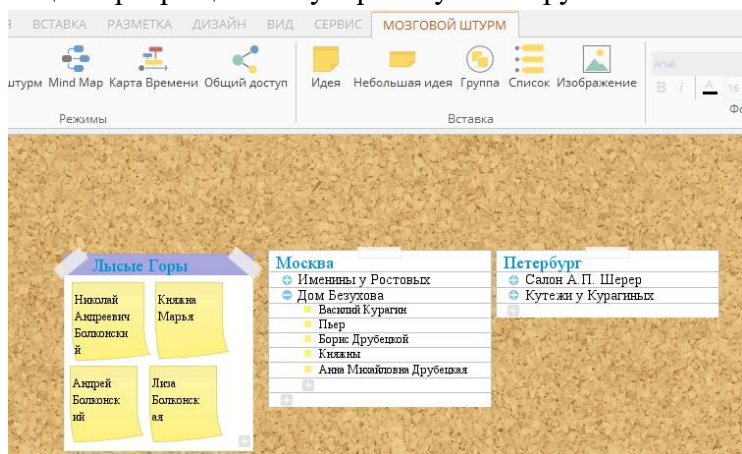 ВСТАВКА РАЗМЕТКА ДИЗАЙН ВИД СЕРВИС МОЗГОВОЙ ШТУРМ
штурм Mind Map Карта Времени Общий доступ Идея Небольшая идея Группа Список Изображение
Arial
B I A 16
Режимы Вставка
Лысые Горы
Николай
Андреевич
Болконски
й
Княжна
Марья
Андрей
Болконск
ий
Лиза
Болконск
ая
Москва
Именины у Ростовых
Дом Безухова
Василий Курагин
Пьер
Борис Друбецкой
Княжны
Анна Михайловна Друбецкая
Петербург
Салон А.П. Шерер
Кутежи у Курагиных